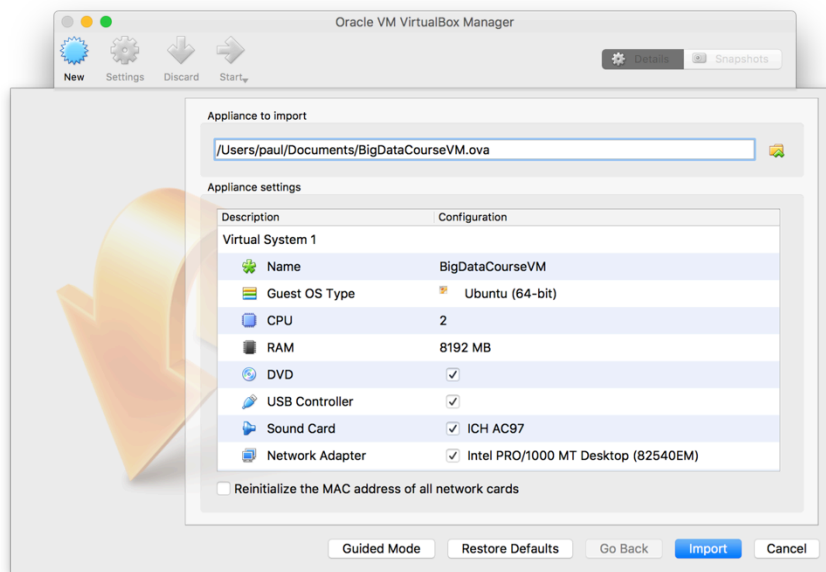 Oracle VM VirtualBox Manager
New Settings Discard Start
Details Snapshots
Appliance to import
/Users/paul/Documents/BigDataCourseVM.ova
Appliance settings
Description Configuration
Virtual System 1
Name BigDataCourseVM
Guest OS Type Ubuntu (64-bit)
CPU 2
RAM 8192 MB
DVD
USB Controller
Sound Card ICH AC97
Network Adapter Intel PRO/1000 MT Desktop (82540EM)
Reinitialize the MAC address of all network cards
Guided Mode Restore Defaults Go Back Import Cancel